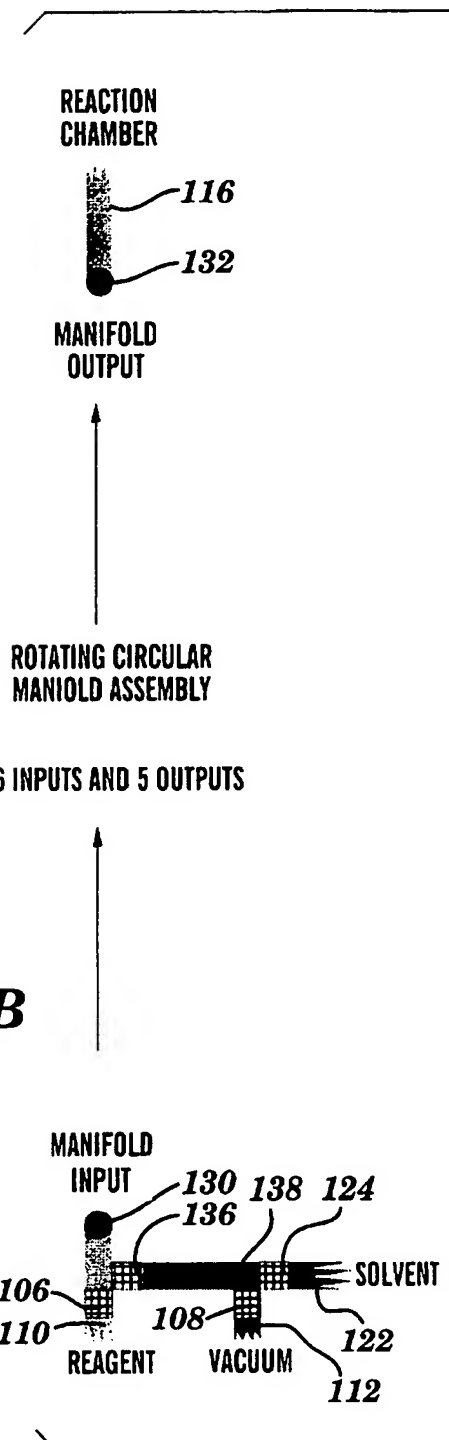 REACTION
CHAMBER
116
132
MANIFOLD
OUTPUT
ROTATING CIRCULAR
MANIOLD ASSEMBLY
6 INPUTS AND 5 OUTPUTS
B
MANIFOLD
INPUT
130 138 124
136
SOLVENT
106
110 108 122
REAGENT VACUUM
112